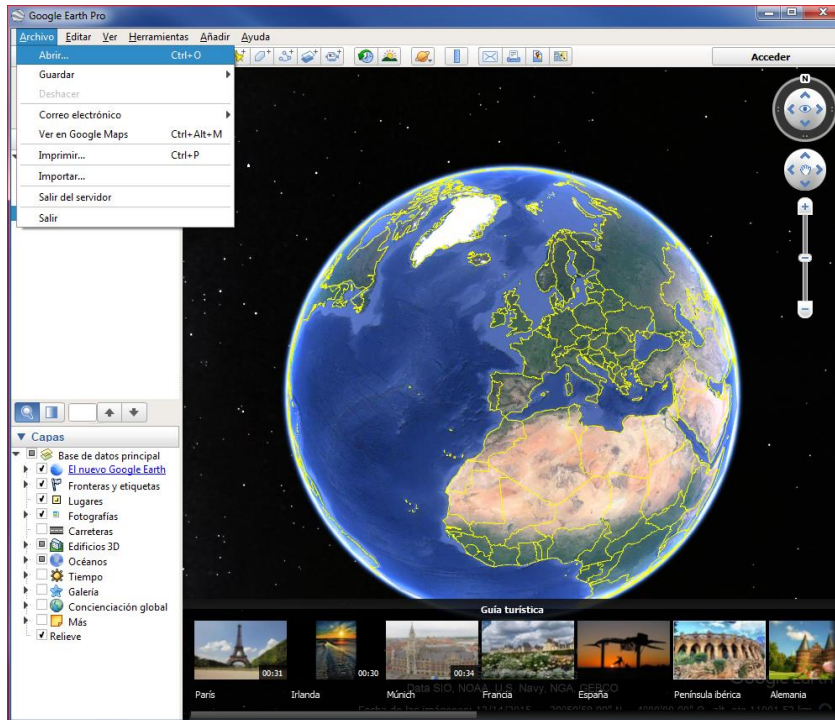 Google Earth Pro
Archivo Editar Ver Herramientas Añadir Ayuda
Abrir... Ctrl+O
Guardar
Deshacer
Correo electrónico
Ver en Google Maps Ctrl+Alt+M
Imprimir... Ctrl+P
Importar...
Salir del servidor
Salir
Acceder
N
Capas
Base de datos principal
El nuevo Google Earth
Fronteras y etiquetas
Lugares
Fotografías
Carreteras
Edificios 3D
Océanos
Tiempo
Galería
Concienciación global
Más
Relieve
Guía turística
00:31 00:30 00:34
París Irlanda Múnich Francia España Península ibérica Alemania
Data SIO, NOAA, U.S. Navy, NGA, GEBCO
Google Earth